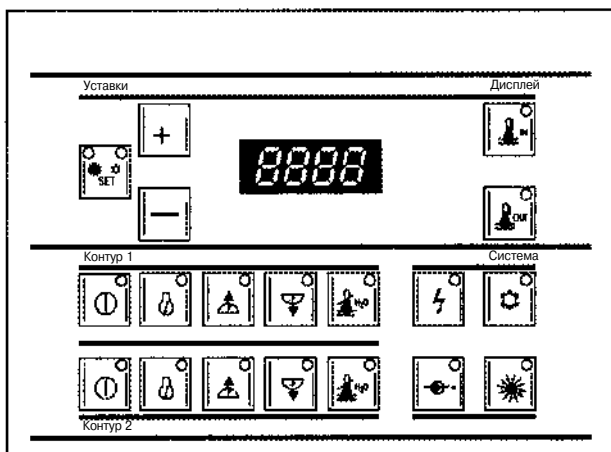 Уставки
Дисплей
+
IN
8888
SET
—
OUT
Контур 1
Система
H₂O
H₂O
Контур 2